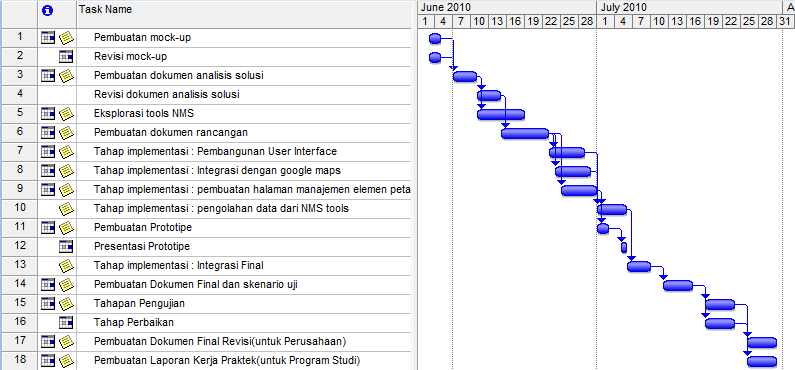 Task Name
June 2010 July 2010 A
1 4 7 10 13 16 19 22 25 28 1 4 7 10 13 16 19 22 25 28 31
1 Pembuatan mock-up
2 Revisi mock-up
3 Pembuatan dokumen analisis solusi
4 Revisi dokumen analisis solusi
5 Eksplorasi tools NMS
6 Pembuatan dokumen rancangan
7 Tahap implementasi : Pembangunan User Interface
8 Tahap implementasi : Integrasi dengan google maps
9 Tahap implementasi : pembuatan halaman manajemen elemen peta
10 Tahap implementasi : pengolahan data dari NMS tools
11 Pembuatan Prototipe
12 Presentasi Prototipe
13 Tahap implementasi : Integrasi Final
14 Pembuatan Dokumen Final dan skenario uji
15 Tahapan Pengujian
16 Tahap Perbaikan
17 Pembuatan Dokumen Final Revisi(untuk Perusahaan)
18 Pembuatan Laporan Kerja Praktek(untuk Program Studi)